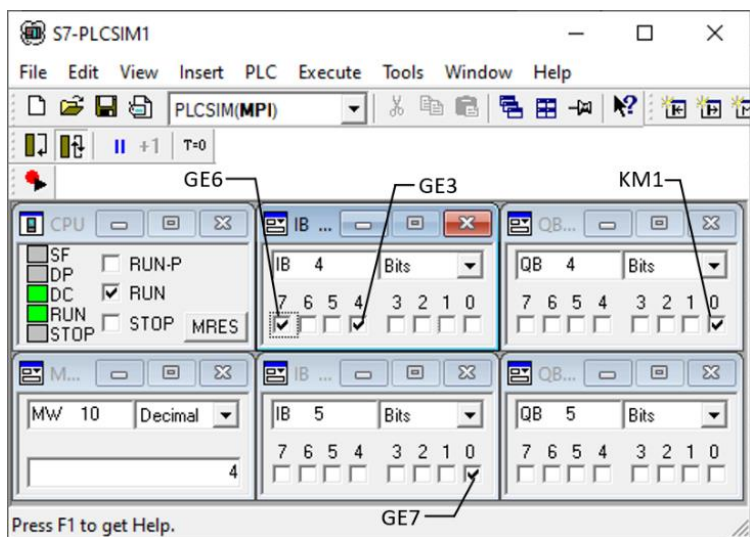 S7-PLCSIM1
File Edit View Insert PLC Execute Tools Window Help
PLCSIM(MPI)
+1 T=0
GE6 GE3 KM1
CPU IB ... QB...
SF
DP
DC
RUN
STOP
RUN-P
RUN
STOP MRES
IB 4 Bits
7 6 5 4 3 2 1 0
QB 4 Bits
7 6 5 4 3 2 1 0
M... IB ... QB...
MW 10 Decimal
4
IB 5 Bits
7 6 5 4 3 2 1 0
QB 5 Bits
7 6 5 4 3 2 1 0
GE7
Press F1 to get Help.